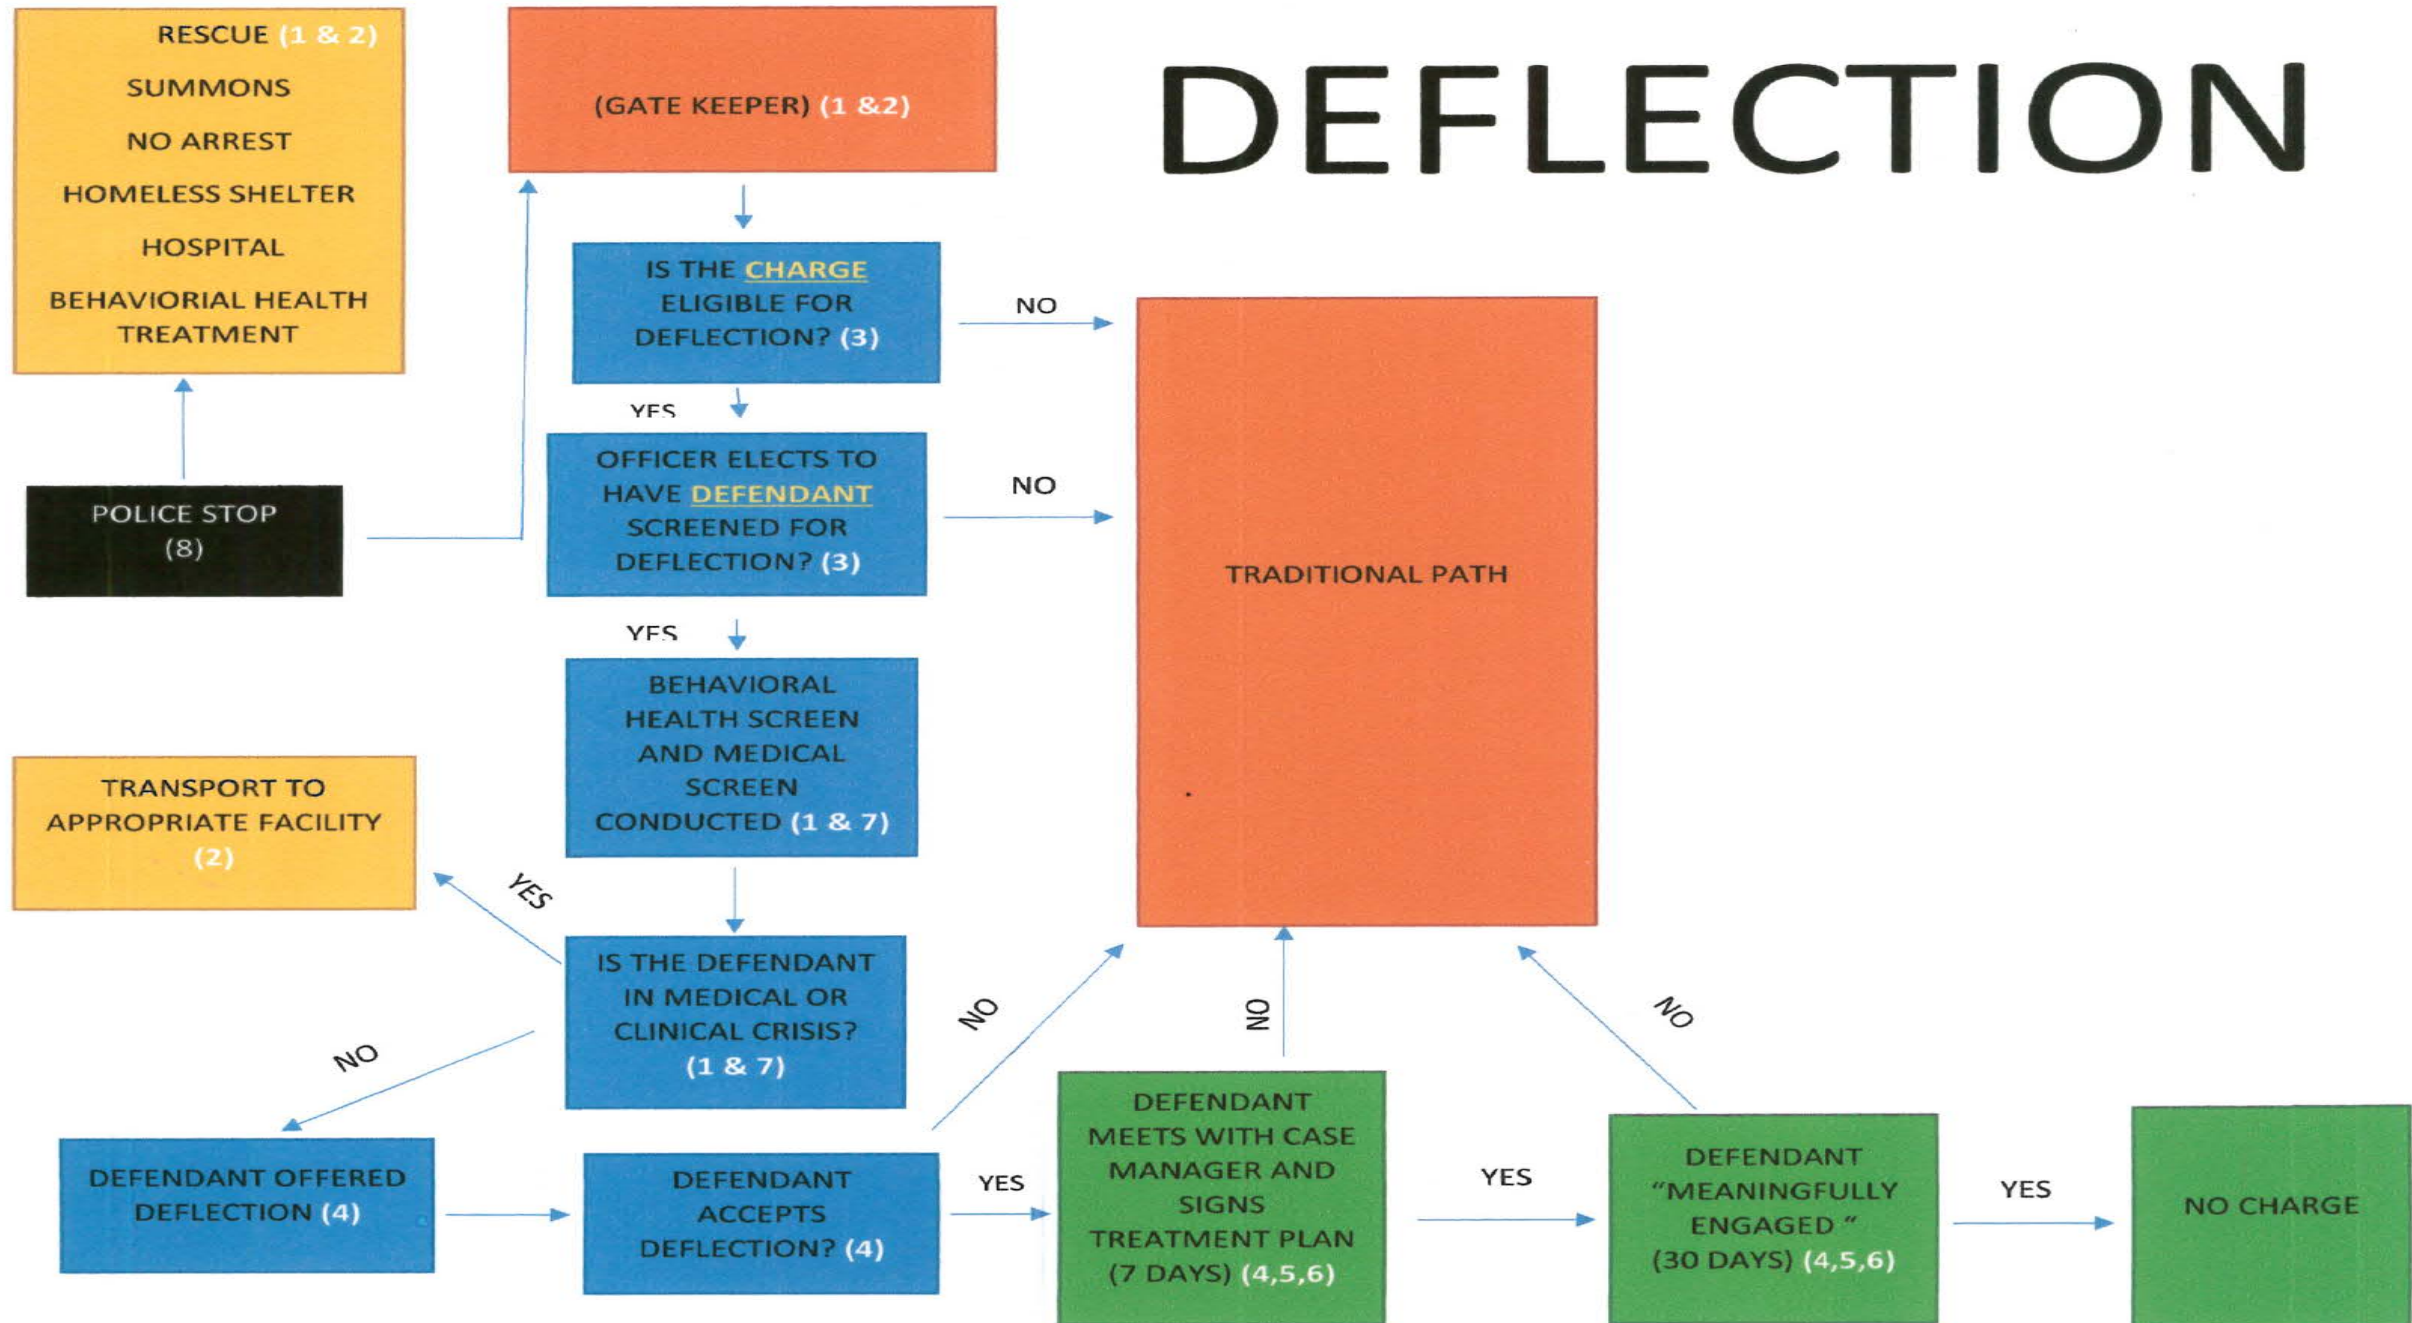 DEFLECTION
RESCUE (1 & 2)
SUMMONS
NO ARREST
HOMELESS SHELTER
HOSPITAL
BEHAVIORIAL HEALTH
TREATMENT
(GATE KEEPER) (1 &2)
IS THE CHARGE
ELIGIBLE FOR
DEFLECTION? (3)
NO
YES
POLICE STOP
(8)
OFFICER ELECTS TO
HAVE DEFENDANT
SCREENED FOR
DEFLECTION? (3)
NO
TRADITIONAL PATH
YES
BEHAVIORAL
HEALTH SCREEN
AND MEDICAL
SCREEN
CONDUCTED (1 & 7)
TRANSPORT TO
APPROPRIATE FACILITY
(2)
YES
IS THE DEFENDANT
IN MEDICAL OR
CLINICAL CRISIS?
(1 & 7)
NO
DEFENDANT OFFERED
DEFLECTION (4)
DEFENDANT
ACCEPTS
DEFLECTION? (4)
NO
YES
DEFENDANT
MEETS WITH CASE
MANAGER AND
SIGNS
TREATMENT PLAN
(7 DAYS) (4,5,6)
NO
YES
DEFENDANT
“MEANINGFULLY
ENGAGED “
(30 DAYS) (4,5,6)
NO
YES
NO CHARGE